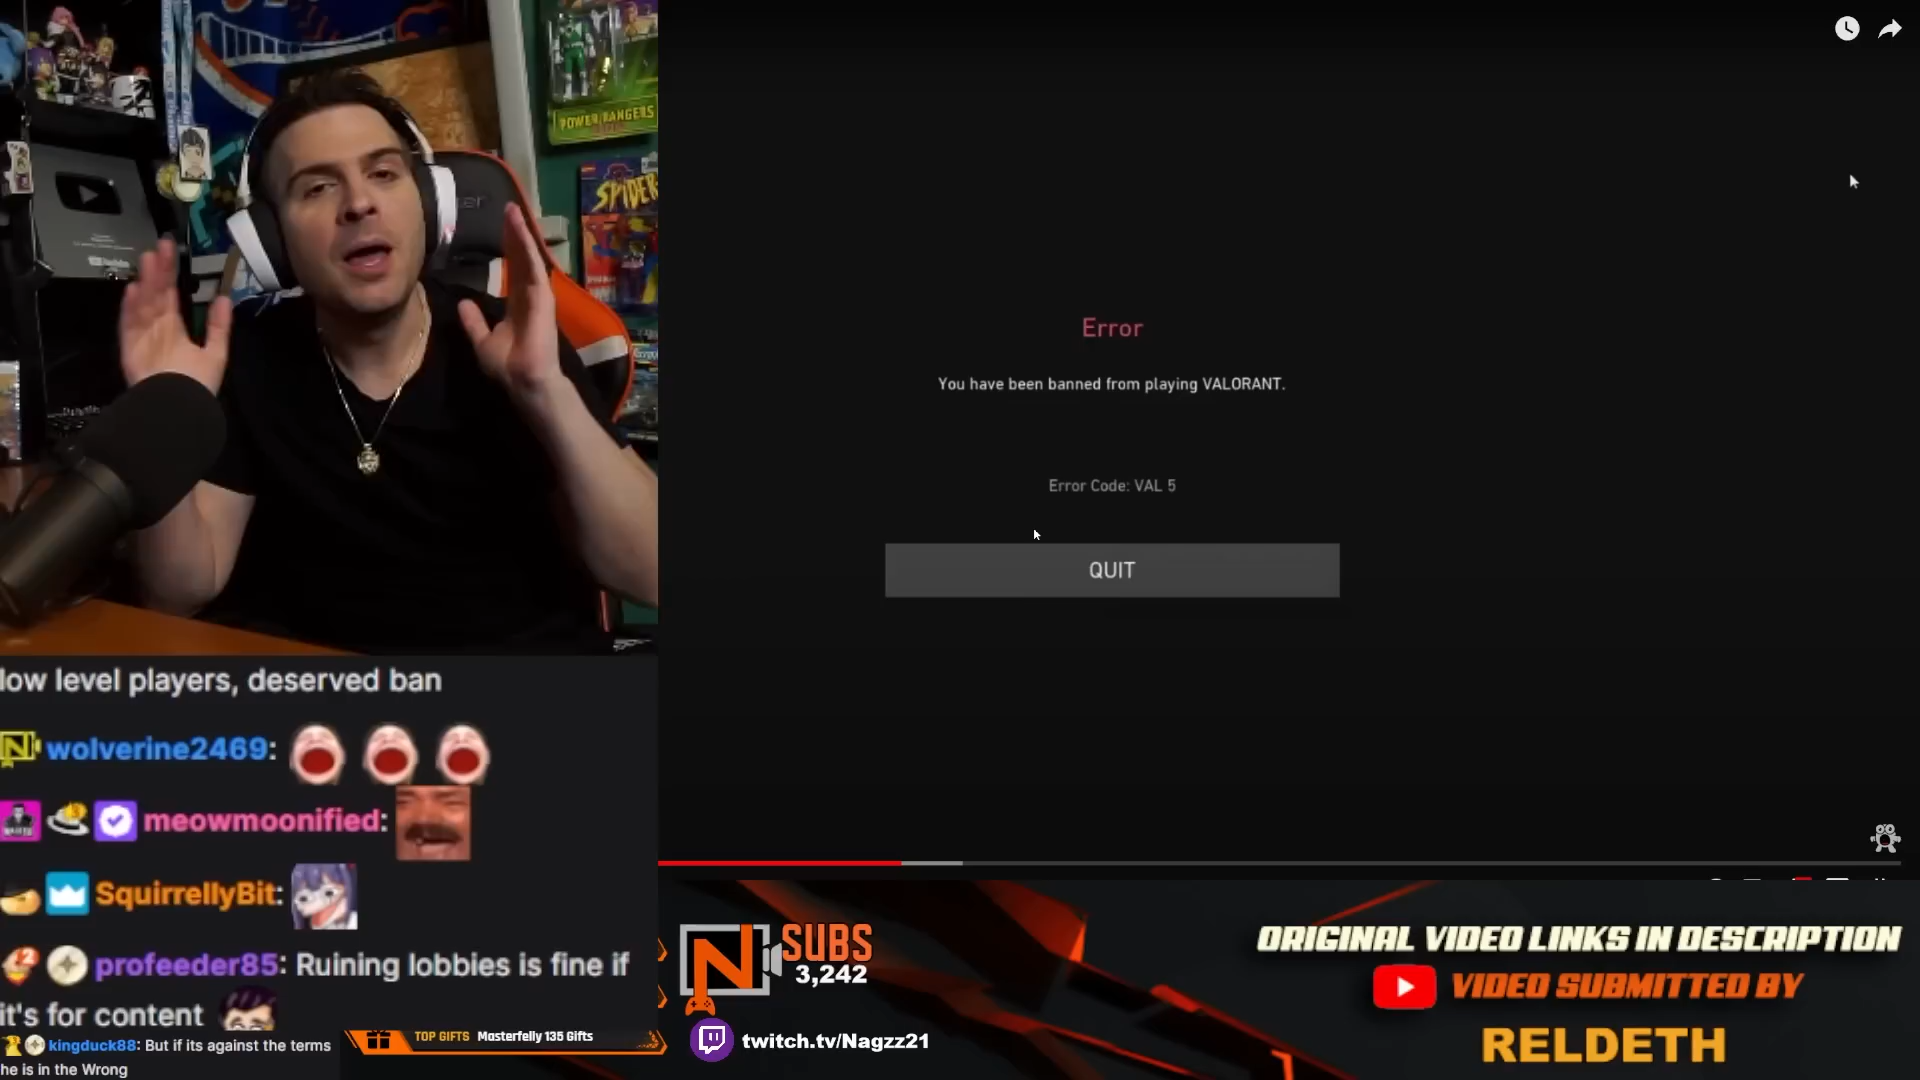 POWER RANGERS
SPIDER
Error
You have been banned from playing VALORANT.
Error Code: VAL 5
QUIT
low level players, deserved ban
wolverine2469:
meowmoonified:
SquirrellyBit:
profeeder85: Ruining lobbies is fine if
it's for content
kingduck88: But if its against the terms
he is in the Wrong
TOP GIFTS Masterfelly 135 Gifts
N SUBS
3,242
twitch.tv/Nagzz21
ORIGINAL VIDEO LINKS IN DESCRIPTION
VIDEO SUBMITTED BY
RELDETH